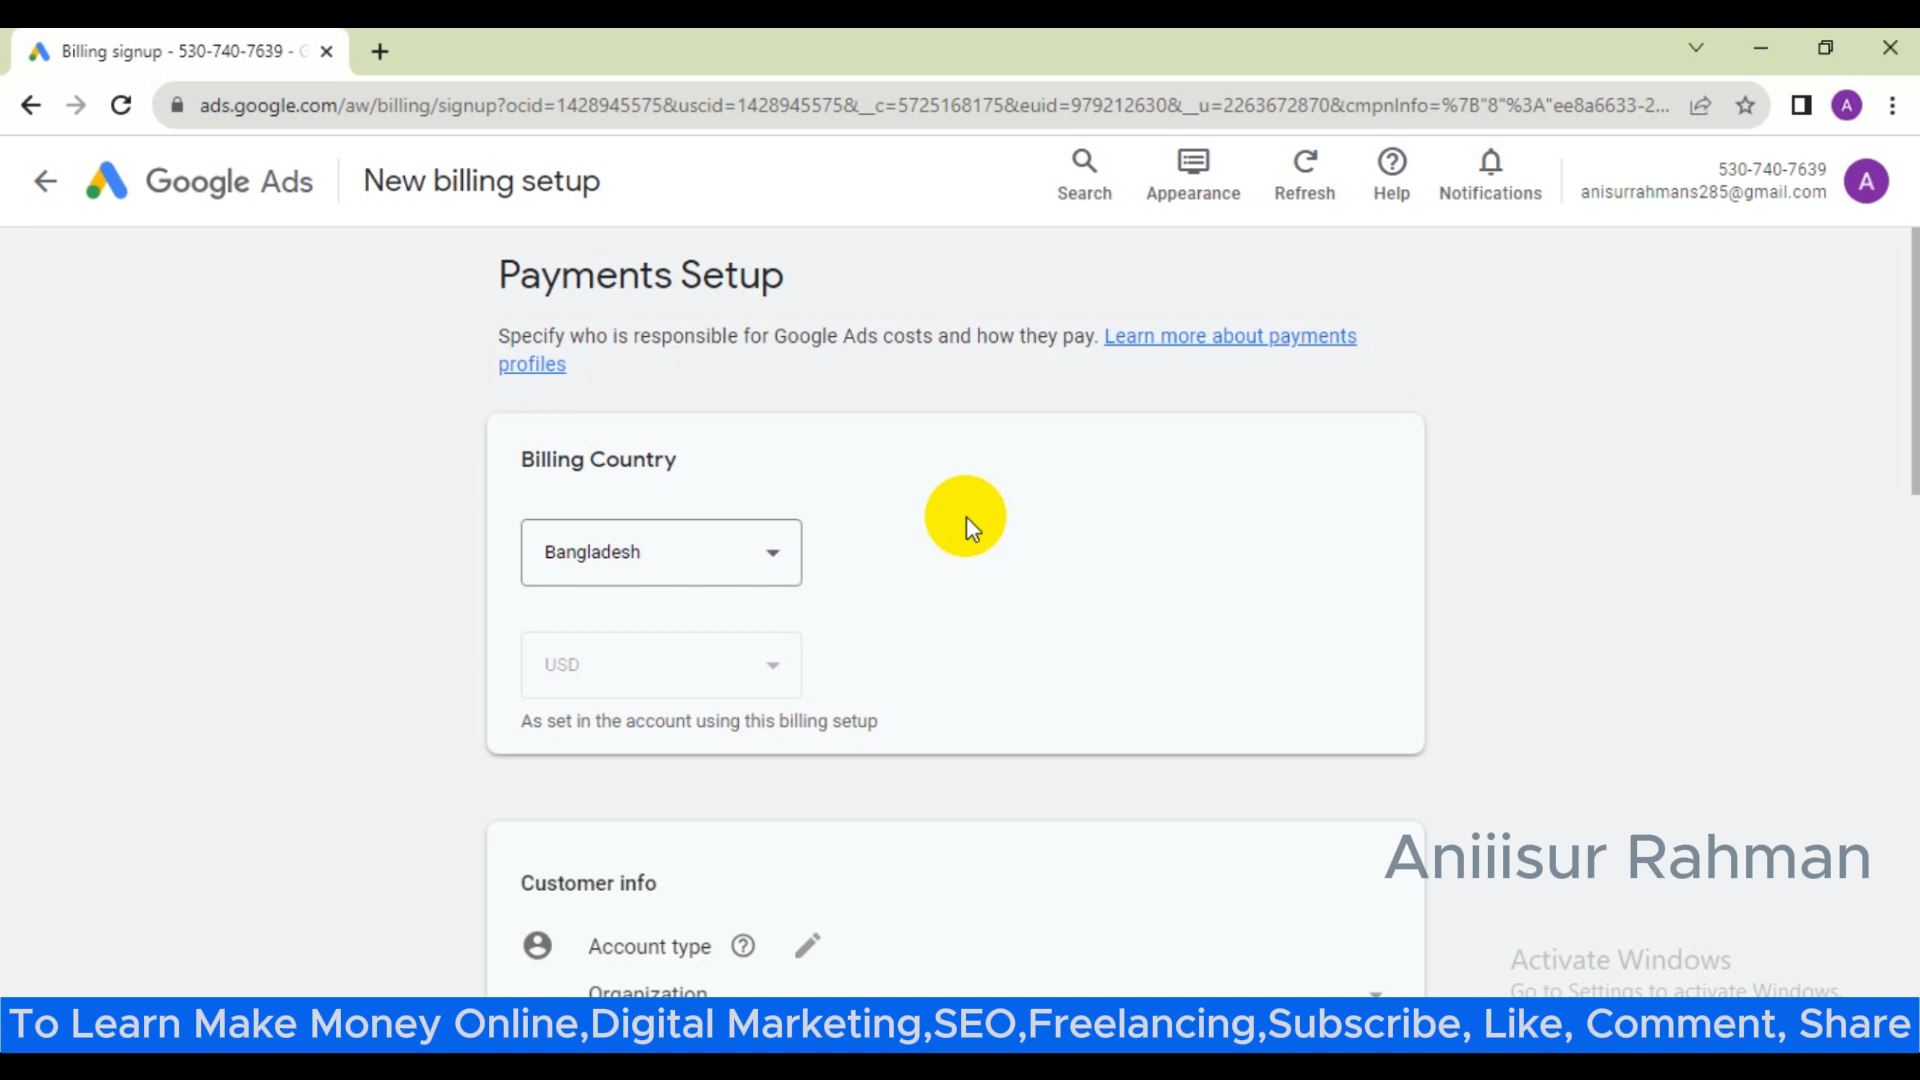 Billing signup - 530-740-7639 - G
ads.google.com/aw/billing/signup?ocid=1428945575&uscid=1428945575&__c=5725168175&euid=979212630&__u=2263672870&cmpnInfo=%7B"8"%3A"ee8a6633-2...
A
Google Ads
New billing setup
Search
Appearance
Refresh
Help
Notifications
530-740-7639
anisurrahmans285@gmail.com
A
Payments Setup
Specify who is responsible for Google Ads costs and how they pay. Learn more about payments
profiles
Billing Country
Bangladesh
USD
As set in the account using this billing setup
Customer info
Aniiisur Rahman
Account type
Organization
Activate Windows
Go to Settings to activate Windows.
To Learn Make Money Online,Digital Marketing,SEO,Freelancing,Subscribe, Like, Comment, Share